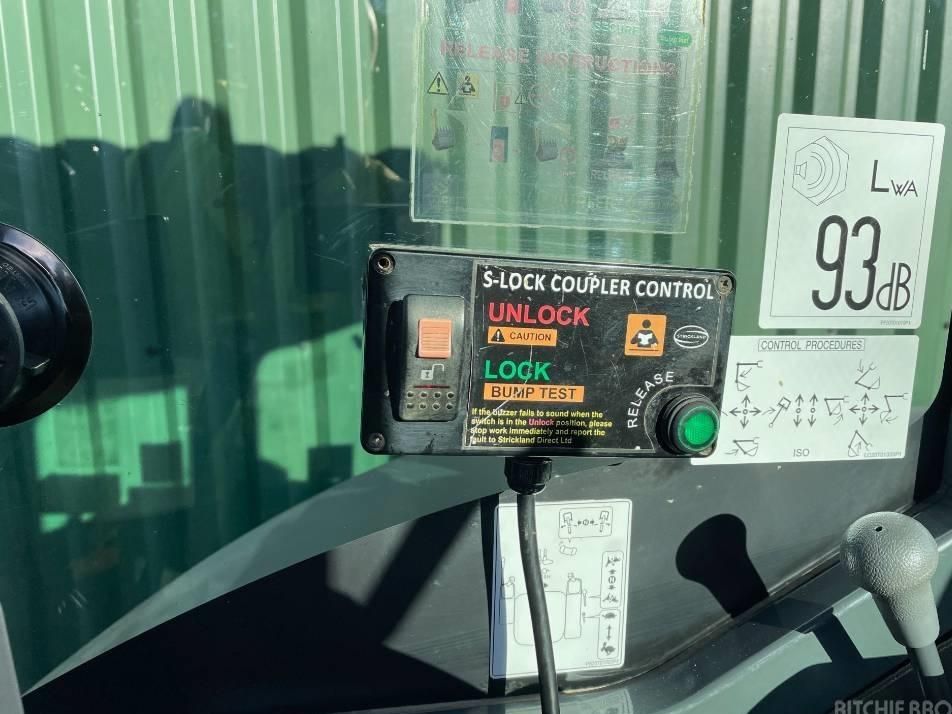 RELEASE INSTRUCTIONS
LWA
93dB
S-LOCK COUPLER CONTROL
UNLOCK
CAUTION
STRICKLAND
LOCK
BUMP TEST
RELEASE
If the buzzer fails to sound when the
switch is in the Unlock position, please
stop work immediately and report the
fault to Strickland Direct Ltd
CONTROL PROCEDURES
ISO
RITCHIE BRO